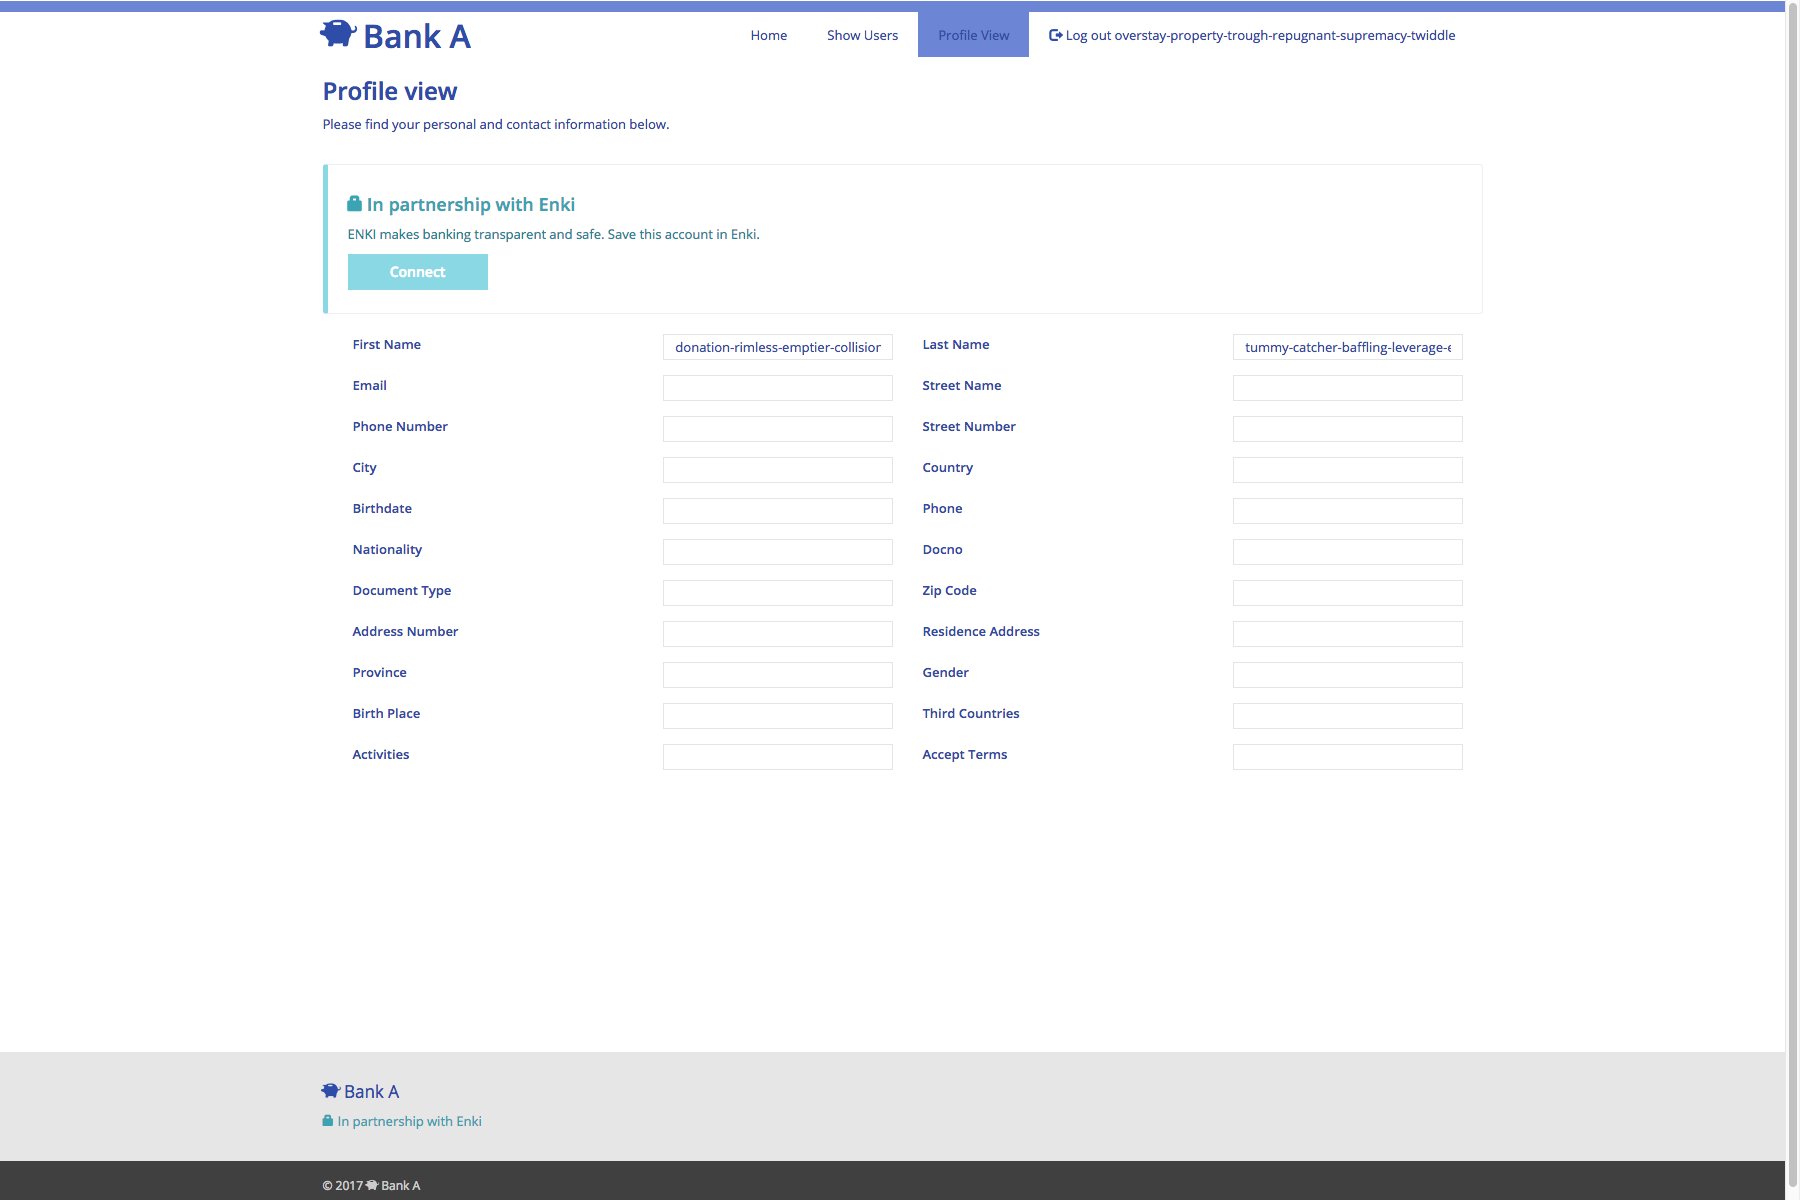 Bank A
Home Show Users Profile View Log out overstay-property-trough-repugnant-supremacy-twiddle
Profile view
Please find your personal and contact information below.
In partnership with Enki
ENKI makes banking transparent and safe. Save this account in Enki.
Connect
First Name donation-rimless-emptier-collision Last Name tummy-catcher-baffling-leverage-e
Email Street Name
Phone Number Street Number
City Country
Birthdate Phone
Nationality Docno
Document Type Zip Code
Address Number Residence Address
Province Gender
Birth Place Third Countries
Activities Accept Terms
Bank A
In partnership with Enki
© 2017 Bank A